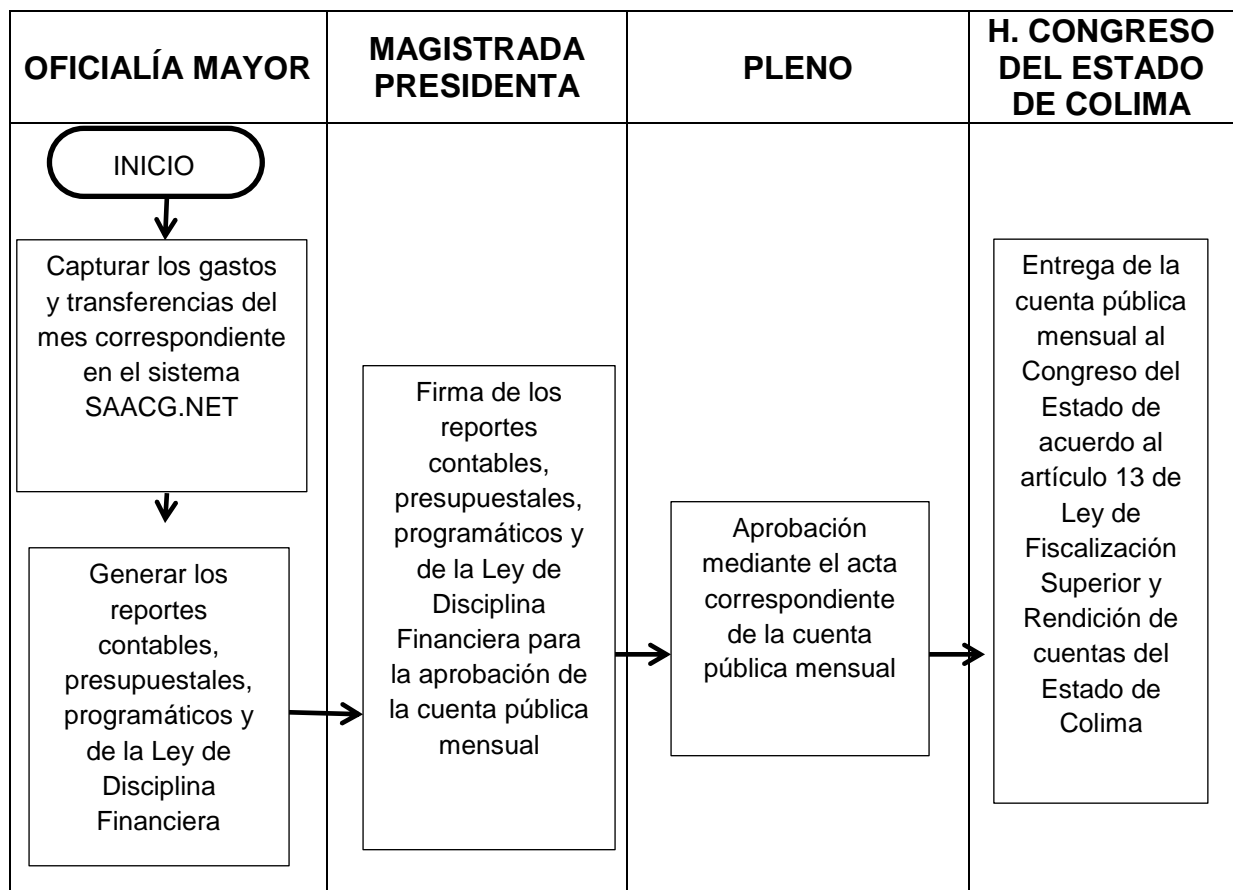 OFICIALÍA MAYOR
MAGISTRADA
PRESIDENTA
PLENO
H. CONGRESO
DEL ESTADO
DE COLIMA
INICIO
Capturar los gastos
y transferencias del
mes correspondiente
en el sistema
SAACG.NET
Generar los
reportes
contables,
presupuestales,
programáticos y
de la Ley de
Disciplina
Financiera
Firma de los
reportes
contables,
presupuestales,
programáticos y
de la Ley de
Disciplina
Financiera para
la aprobación de
la cuenta pública
mensual
Aprobación
mediante el acta
correspondiente
de la cuenta
pública mensual
Entrega de la
cuenta pública
mensual al
Congreso del
Estado de
acuerdo al
artículo 13 de
Ley de
Fiscalización
Superior y
Rendición de
cuentas del
Estado de
Colima